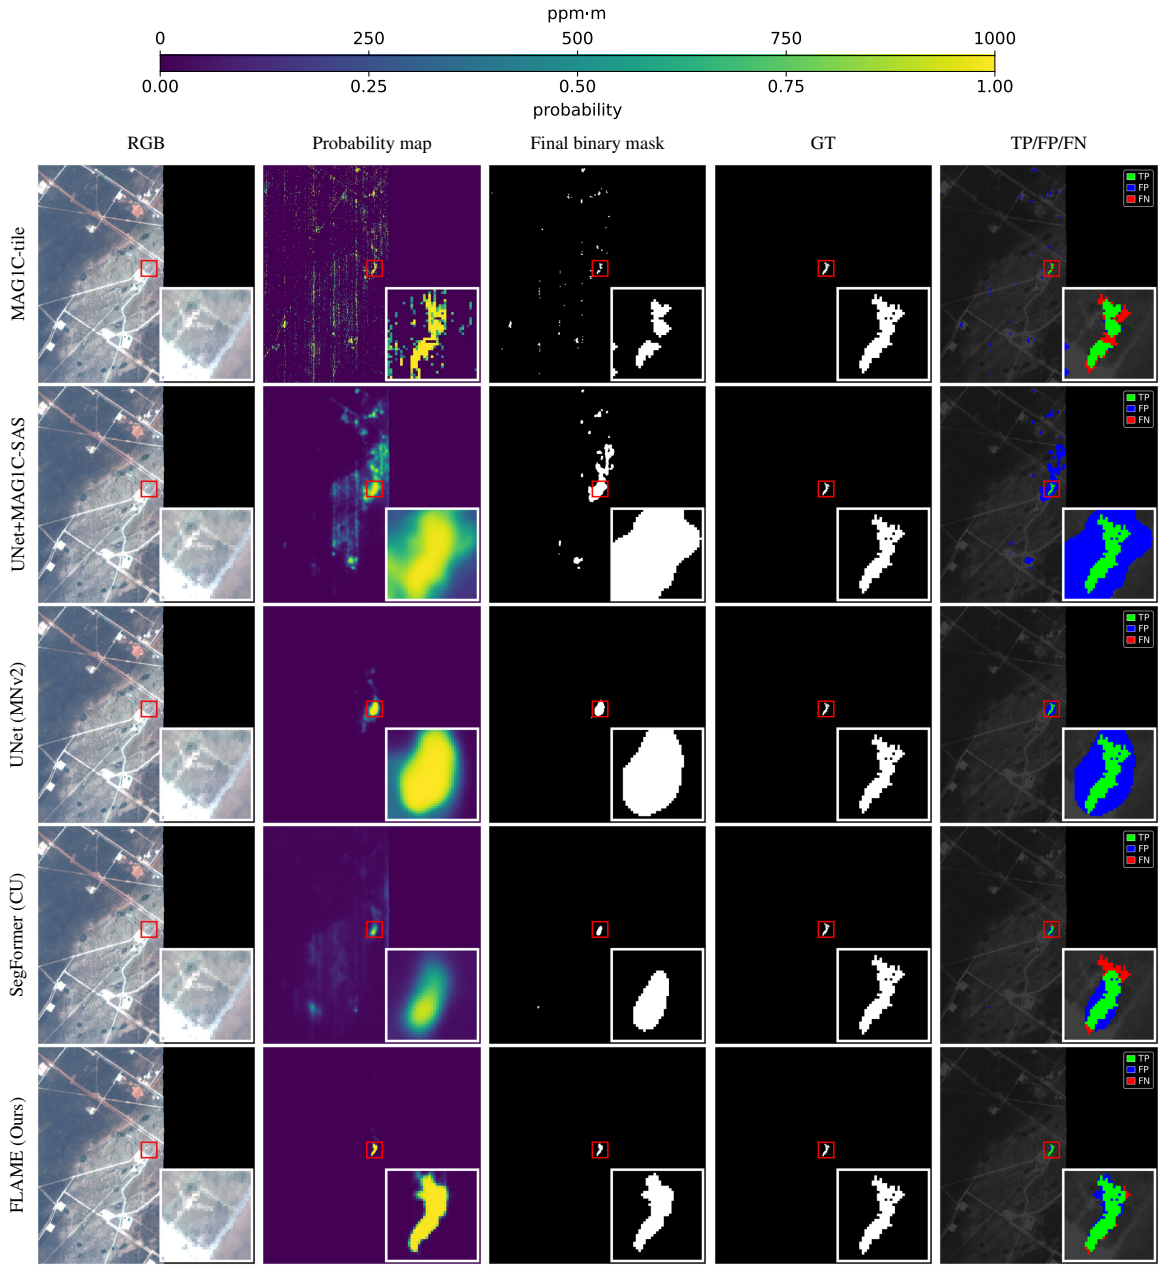 ppm·m
0 250 500 750 1000
0.00 0.25 0.50 0.75 1.00
probability
RGB Probability map Final binary mask GT TP/FP/FN
MAG1C-tile
TP
FP
FN
UNet+MAG1C-SAS
TP
FP
FN
UNet (MNv2)
TP
FP
FN
SegFormer (CU)
TP
FP
FN
FLAME (Ours)
TP
FP
FN